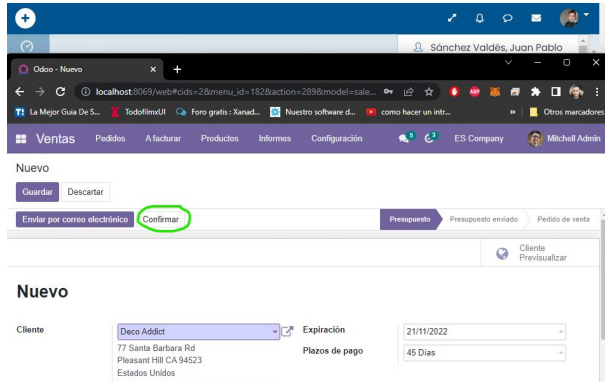 Sánchez Valdés, Juan Pablo
Odoo - Nuevo
localhost:8069/web#cids=2&menu_id=182&action=289&model=sale...
ABP
La Mejor Guia De S... TodofilmxUl Foro gratis : Xanad... Nuestro software d... como hacer un intr... » Otros marcadores
Ventas Pedidos A facturar Productos Informes Configuración 5 3 ES Company Mitchell Admin
Nuevo
Guardar Descartar
Enviar por correo electrónico Confirmar Presupuesto Presupuesto enviado Pedido de venta
Cliente
Previsualizar
Nuevo
Cliente Deco Addict Expiración 21/11/2022
77 Santa Barbara Rd Plazos de pago 45 Días
Pleasant Hill CA 94523
Estados Unidos